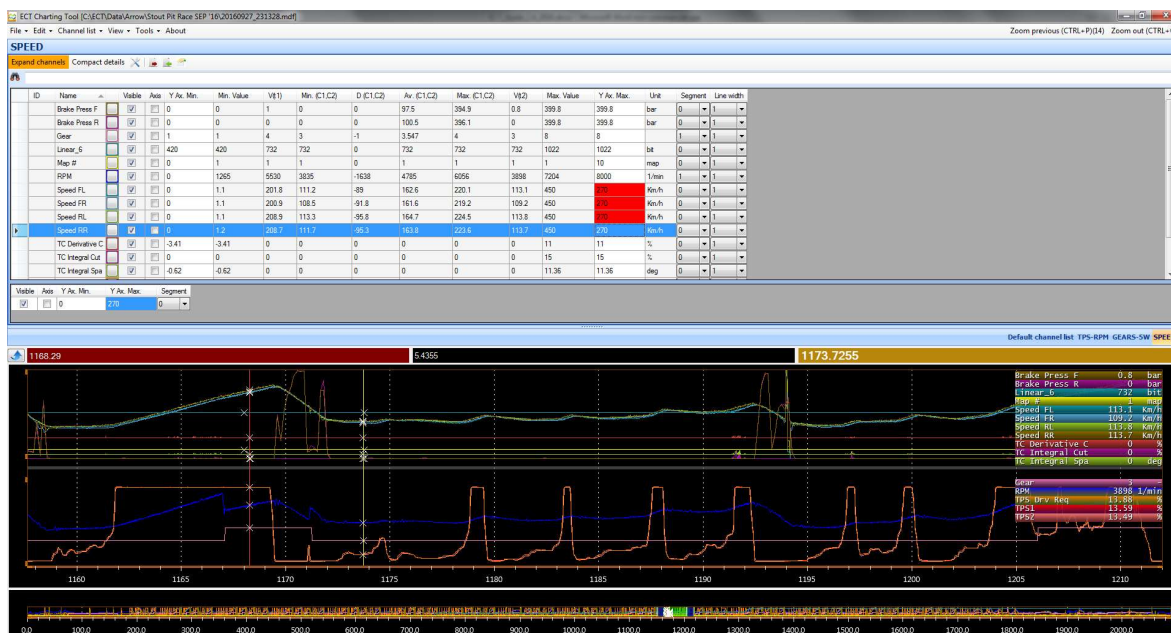 ECT Charting Tool [C:\ECT\Data\Arrow\Stout Pit Race SEP '16\20160927_231328.mdf]
File Edit Channel list View Tools About Zoom previous (CTRL+P)(14) Zoom out (CTRL+
SPEED
Expand channels Compact details
ID Name Visible Axis Y Ax. Min. Min. Value V(t1) Min. (C1,C2) D (C1,C2) Av. (C1,C2) Max. (C1,C2) V(t2) Max. Value Y Ax. Max. Unit Segment Line width
Brake Press F 0 0 1 0 0 97.5 394.9 0.8 399.8 399.8 bar 0 1
Brake Press R 0 0 0 0 0 100.5 396.1 0 399.8 399.8 bar 0 1
Gear 1 1 4 3 -1 3.547 4 3 8 8 1 1
Linear_6 420 420 732 732 0 732 732 732 1022 1022 bit 0 1
Map # 0 1 1 1 0 1 1 1 1 10 map 0 1
RPM 0 1265 5530 3835 -1638 4785 6056 3898 7204 8000 1/min 1 1
Speed FL 0 1.1 201.8 111.2 -89 162.6 220.1 113.1 450 270 Km/h 0 1
Speed FR 0 1.1 200.9 108.5 -91.8 161.6 219.2 109.2 450 270 Km/h 0 1
Speed RL 0 1.1 208.9 113.3 -95.8 164.7 224.5 113.8 450 270 Km/h 0 1
Speed RR 0 1.2 208.7 111.7 -95.3 163.8 223.6 113.7 450 270 Km/h 0 1
TC Derivative C -3.41 -3.41 0 0 0 0 0 0 11 11 % 0 1
TC Integral Cut 0 0 0 0 0 0 0 0 15 15 % 0 1
TC Integral Spa -0.62 -0.62 0 0 0 0 0 0 11.36 11.36 deg 0 1
Visible Axis Y Ax. Min. Y Ax. Max. Segment
0 270 0
Default channel list TPS-RPM GEARS-SW SPEE
1168.29 5.4355 1173.7255
Brake Press F 0.8 bar
Brake Press R 0 bar
Linear_6 732 bit
Map # 1 map
Speed FL 113.1 Km/h
Speed FR 109.2 Km/h
Speed RL 113.8 Km/h
Speed RR 113.7 Km/h
TC Derivative C 0 %
TC Integral Cut 0 %
TC Integral Spa 0 deg
Gear 3 -
RPM 3898 1/min
TPS Drv Req 13.88 %
TPS1 13.59 %
TPS2 13.49 %
1160 1165 1170 1175 1180 1185 1190 1195 1200 1205 1210
0.0 100.0 200.0 300.0 400.0 500.0 600.0 700.0 800.0 900.0 1000.0 1100.0 1200.0 1300.0 1400.0 1500.0 1600.0 1700.0 1800.0 1900.0 2000.0